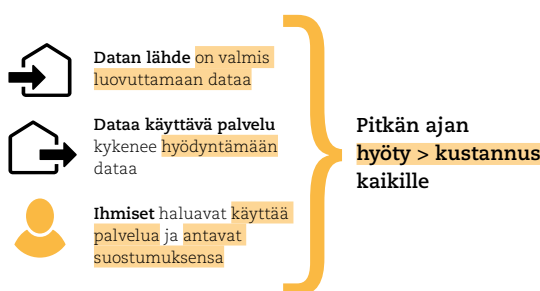 Datan lähde on valmis
luovuttamaan dataa
Dataa käyttävä palvelu
kykenee hyödyntämään
dataa
Ihmiset haluavat käyttää
palvelua ja antavat
suostumuksensa
Pitkän ajan
hyöty > kustannus
kaikille